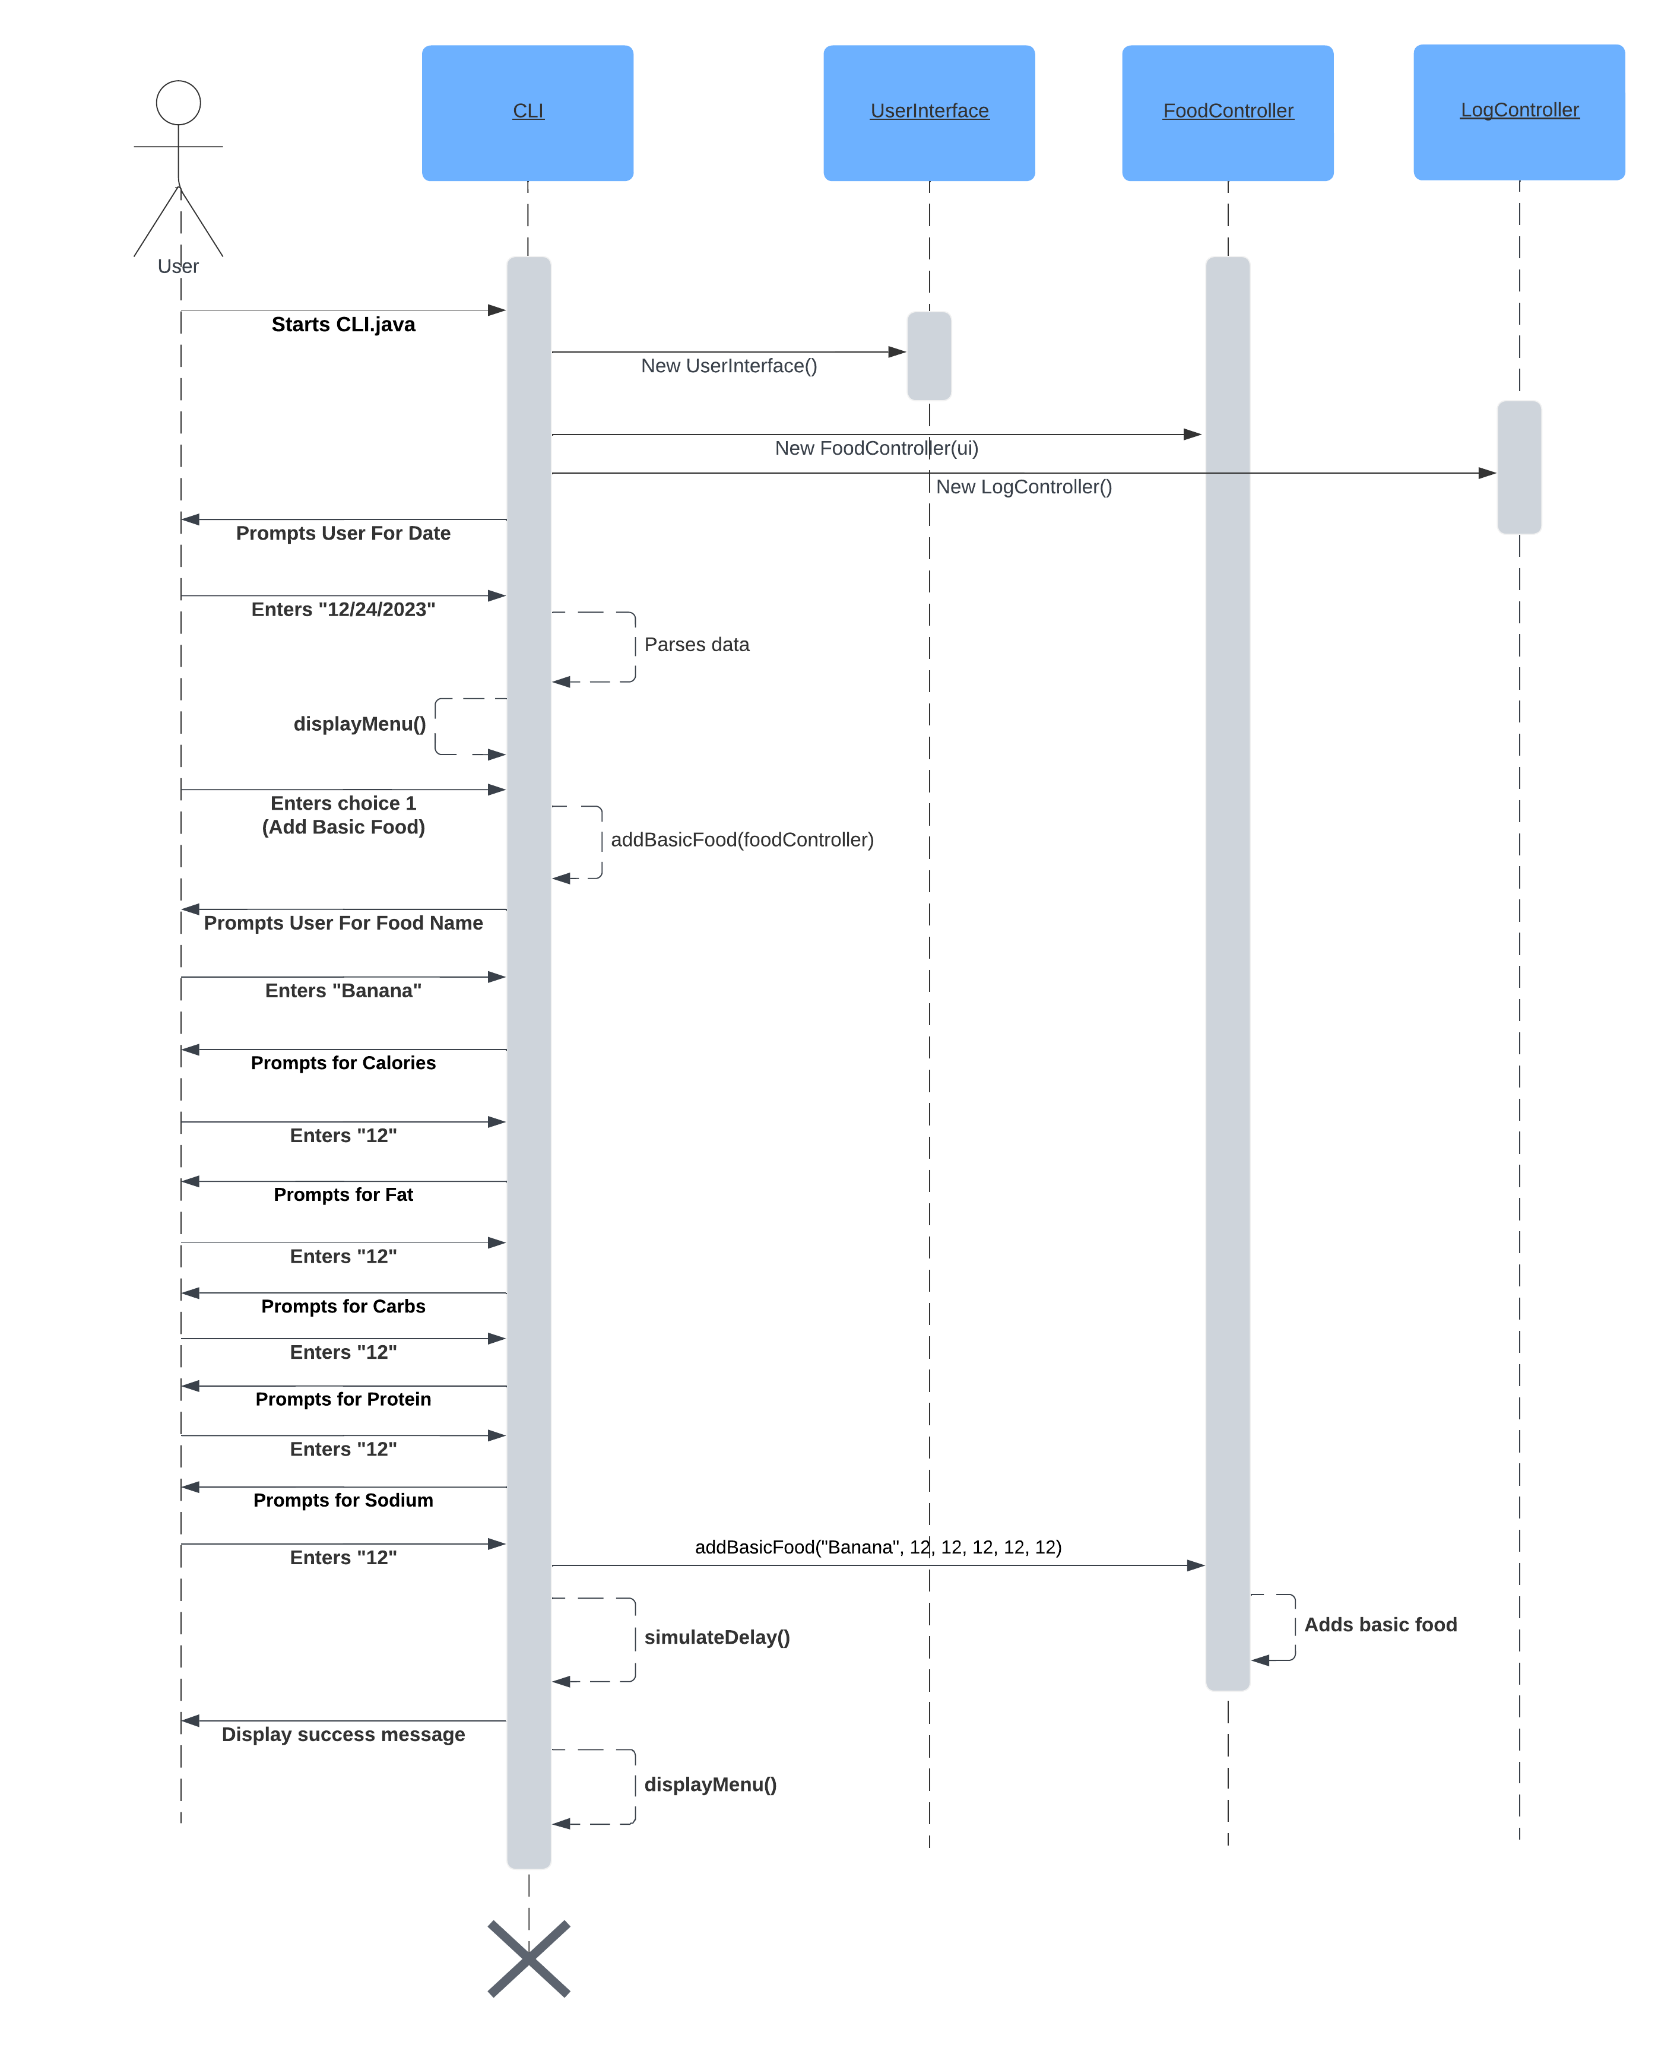 CLI
UserInterface
FoodController
LogController
User
Starts CLI.java
New UserInterface()
New FoodController(ui)
New LogController()
Prompts User For Date
Enters "12/24/2023"
Parses data
displayMenu()
Enters choice 1
(Add Basic Food)
addBasicFood(foodController)
Prompts User For Food Name
Enters "Banana"
Prompts for Calories
Enters "12"
Prompts for Fat
Enters "12"
Prompts for Carbs
Enters "12"
Prompts for Protein
Enters "12"
Prompts for Sodium
Enters "12"
addBasicFood("Banana", 12, 12, 12, 12, 12)
Adds basic food
simulateDelay()
Display success message
displayMenu()